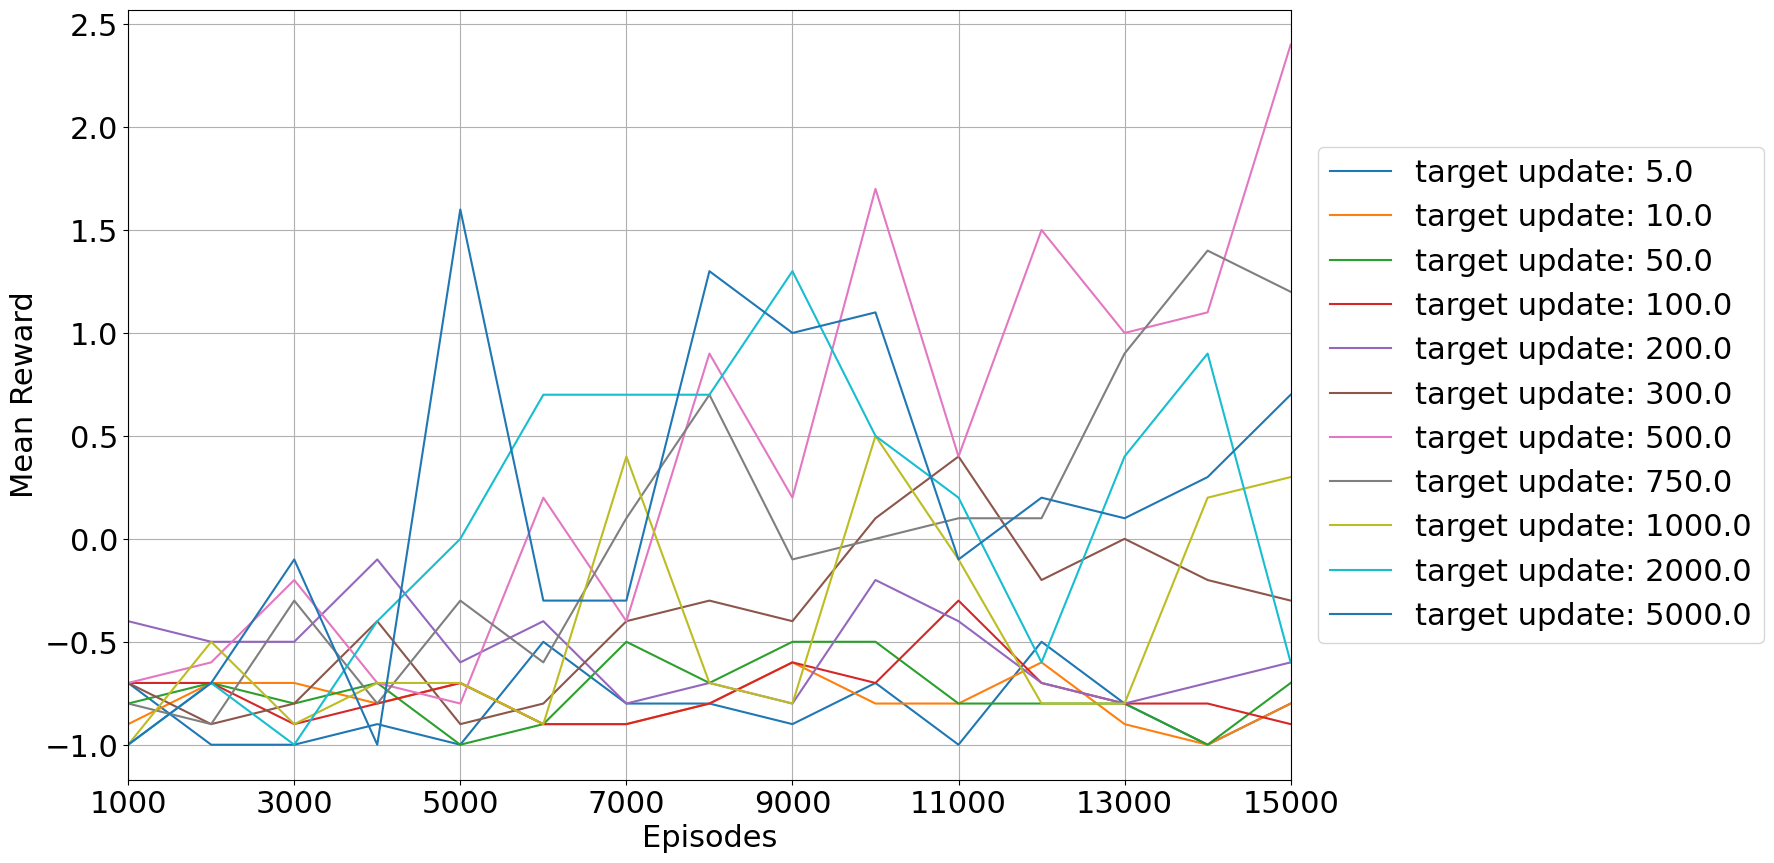 2.5
2.0
1.5
1.0
0.5
0.0
−0.5
−1.0
Mean Reward
1000 3000 5000 7000 9000 11000 13000 15000
Episodes
target update: 5.0
target update: 10.0
target update: 50.0
target update: 100.0
target update: 200.0
target update: 300.0
target update: 500.0
target update: 750.0
target update: 1000.0
target update: 2000.0
target update: 5000.0